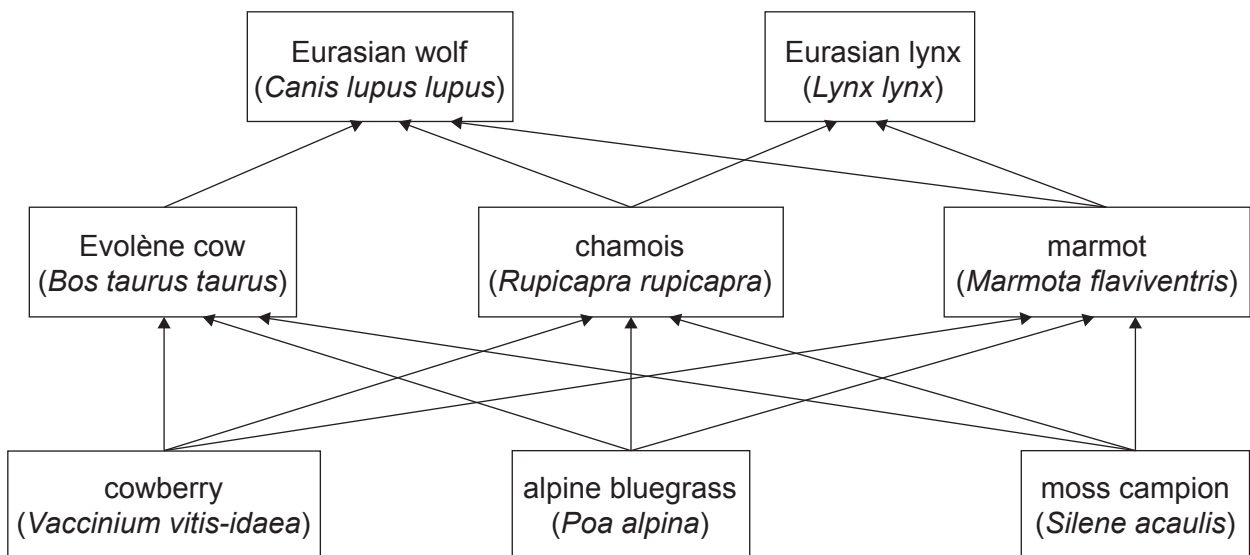 Eurasian wolf
(Canis lupus lupus)
Eurasian lynx
(Lynx lynx)
Evolène cow
(Bos taurus taurus)
chamois
(Rupicapra rupicapra)
marmot
(Marmota flaviventris)
cowberry
(Vaccinium vitis-idaea)
alpine bluegrass
(Poa alpina)
moss campion
(Silene acaulis)